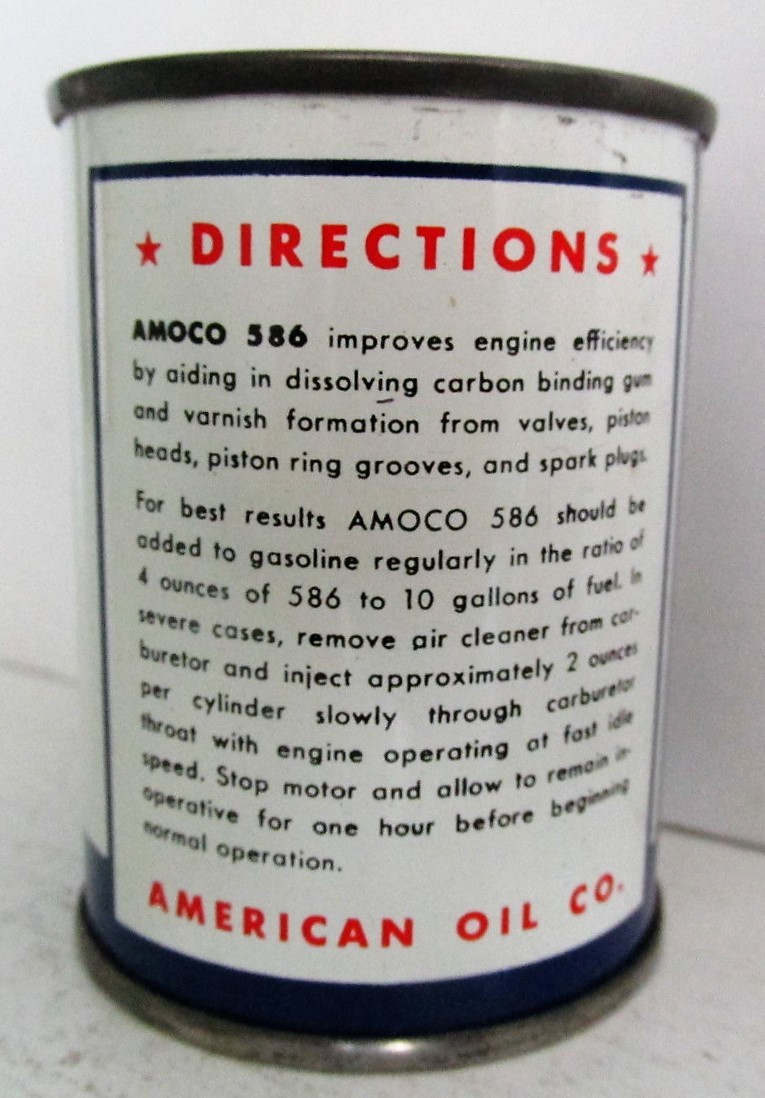 ★ DIRECTIONS ★
AMOCO 586 improves engine efficiency
by aiding in dissolving carbon binding gum
and varnish formation from valves, piston
heads, piston ring grooves, and spark plugs.
For best results AMOCO 586 should be
added to gasoline regularly in the ratio of
4 ounces of 586 to 10 gallons of fuel. In
severe cases, remove air cleaner from car-
buretor and inject approximately 2 ounces
per cylinder slowly through carburetor
throat with engine operating at fast idle
speed. Stop motor and allow to remain in-
operative for one hour before beginning
normal operation.
AMERICAN OIL CO.